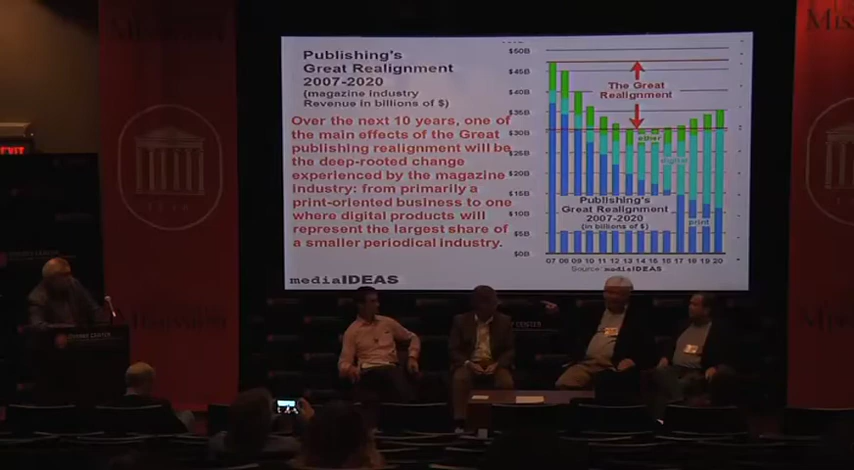 Publishing's
Great Realignment
2007-2020
(magazine industry
Revenue in billions of $)
Over the next 10 years, one of
the main effects of the Great
publishing realignment will be
the deep-rooted change
experienced by the magazine
industry: from primarily a
print-oriented business to one
where digital products will
represent the largest share of
a smaller periodical industry.
mediaIDEAS
$50B
$45B
$40B
$35B
$30B
$25B
$20B
$15B
$10B
$5B
$0B
The Great
Realignment
other
digital
print
Publishing's
Great Realignment
2007-2020
(in billions of $)
07 08 09 10 11 12 13 14 15 16 17 18 19 20
Source: mediaIDEAS
EXIT
CENTER